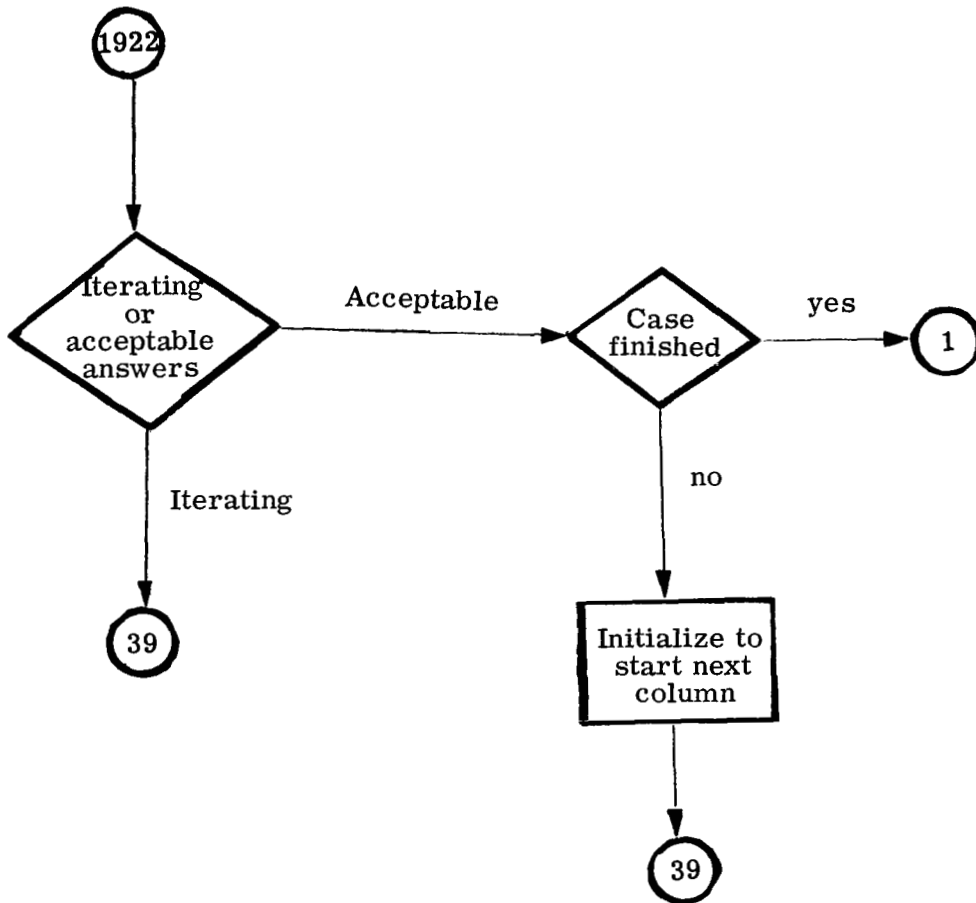 1922
Iterating
or
acceptable
answers
Acceptable
Case
finished
yes
1
Iterating
no
39
Initialize to
start next
column
39